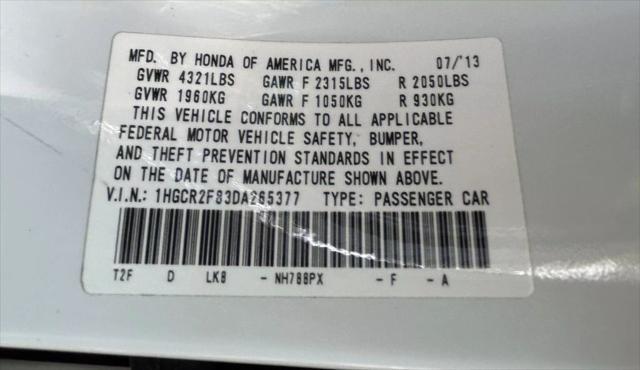 MFD. BY HONDA OF AMERICA MFG., INC. 07/'13
GVWR 4321LBS GAWR F 2315LBS R 2050LBS
GVWR 1960KG GAWR F 1050KG R 930KG
THIS VEHICLE CONFORMS TO ALL APPLICABLE
FEDERAL MOTOR VEHICLE SAFETY, BUMPER,
AND THEFT PREVENTION STANDARDS IN EFFECT
ON THE DATE OF MANUFACTURE SHOWN ABOVE.
V.I.N.: 1HGCR2F83DA265377 TYPE: PASSENGER CAR
T2F D LK8 - NH788PX - F - A